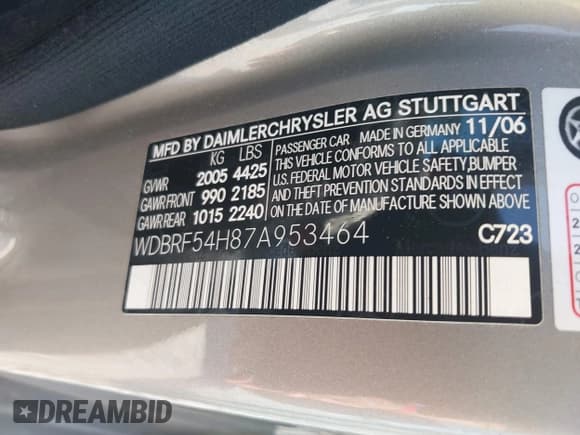 MFD BY DAIMLERCHRYSLER AG STUTTGART
KG LBS
GVWR 2005 4425
GAWR FRONT 990 2185
GAWR REAR 1015 2240
PASSENGER CAR MADE IN GERMANY 11/06
THIS VEHICLE CONFORMS TO ALL APPLICABLE
U.S. FEDERAL MOTOR VEHICLE SAFETY, BUMPER
AND THEFT PREVENTION STANDARDS IN EFFECT
ON THE DATE OF MANUFACTURE SHOWN ABOVE
WDBRF54H87A953464
C723
DREAMBID